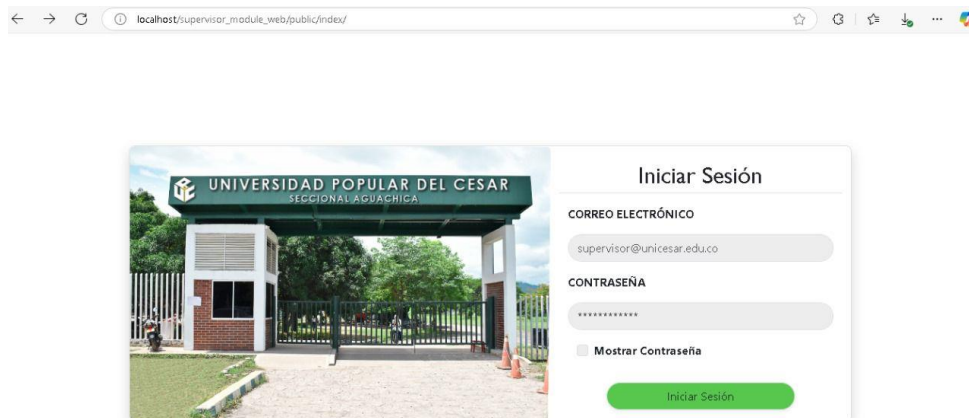 localhost/supervisor_module_web/public/index/
UNIVERSIDAD POPULAR DEL CESAR
SECCIONAL AGUACHICA
Iniciar Sesión
CORREO ELECTRÓNICO
supervisor@unicesar.edu.co
CONTRASEÑA
************
Mostrar Contraseña
Iniciar Sesión